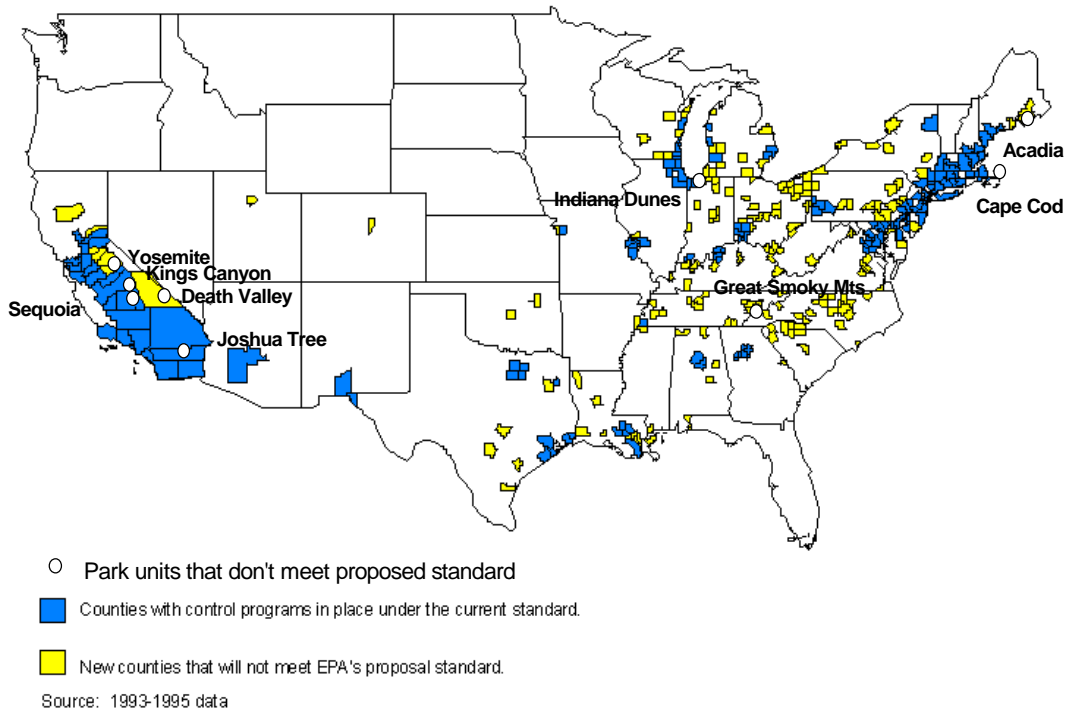 Acadia
Cape Cod
Indiana Dunes
Yosemite
Kings Canyon
Death Valley
Great Smoky Mts
Sequoia
Joshua Tree
Park units that don't meet proposed standard
Counties with control programs in place under the current standard.
New counties that will not meet EPA's proposal standard.
Source: 1993-1995 data